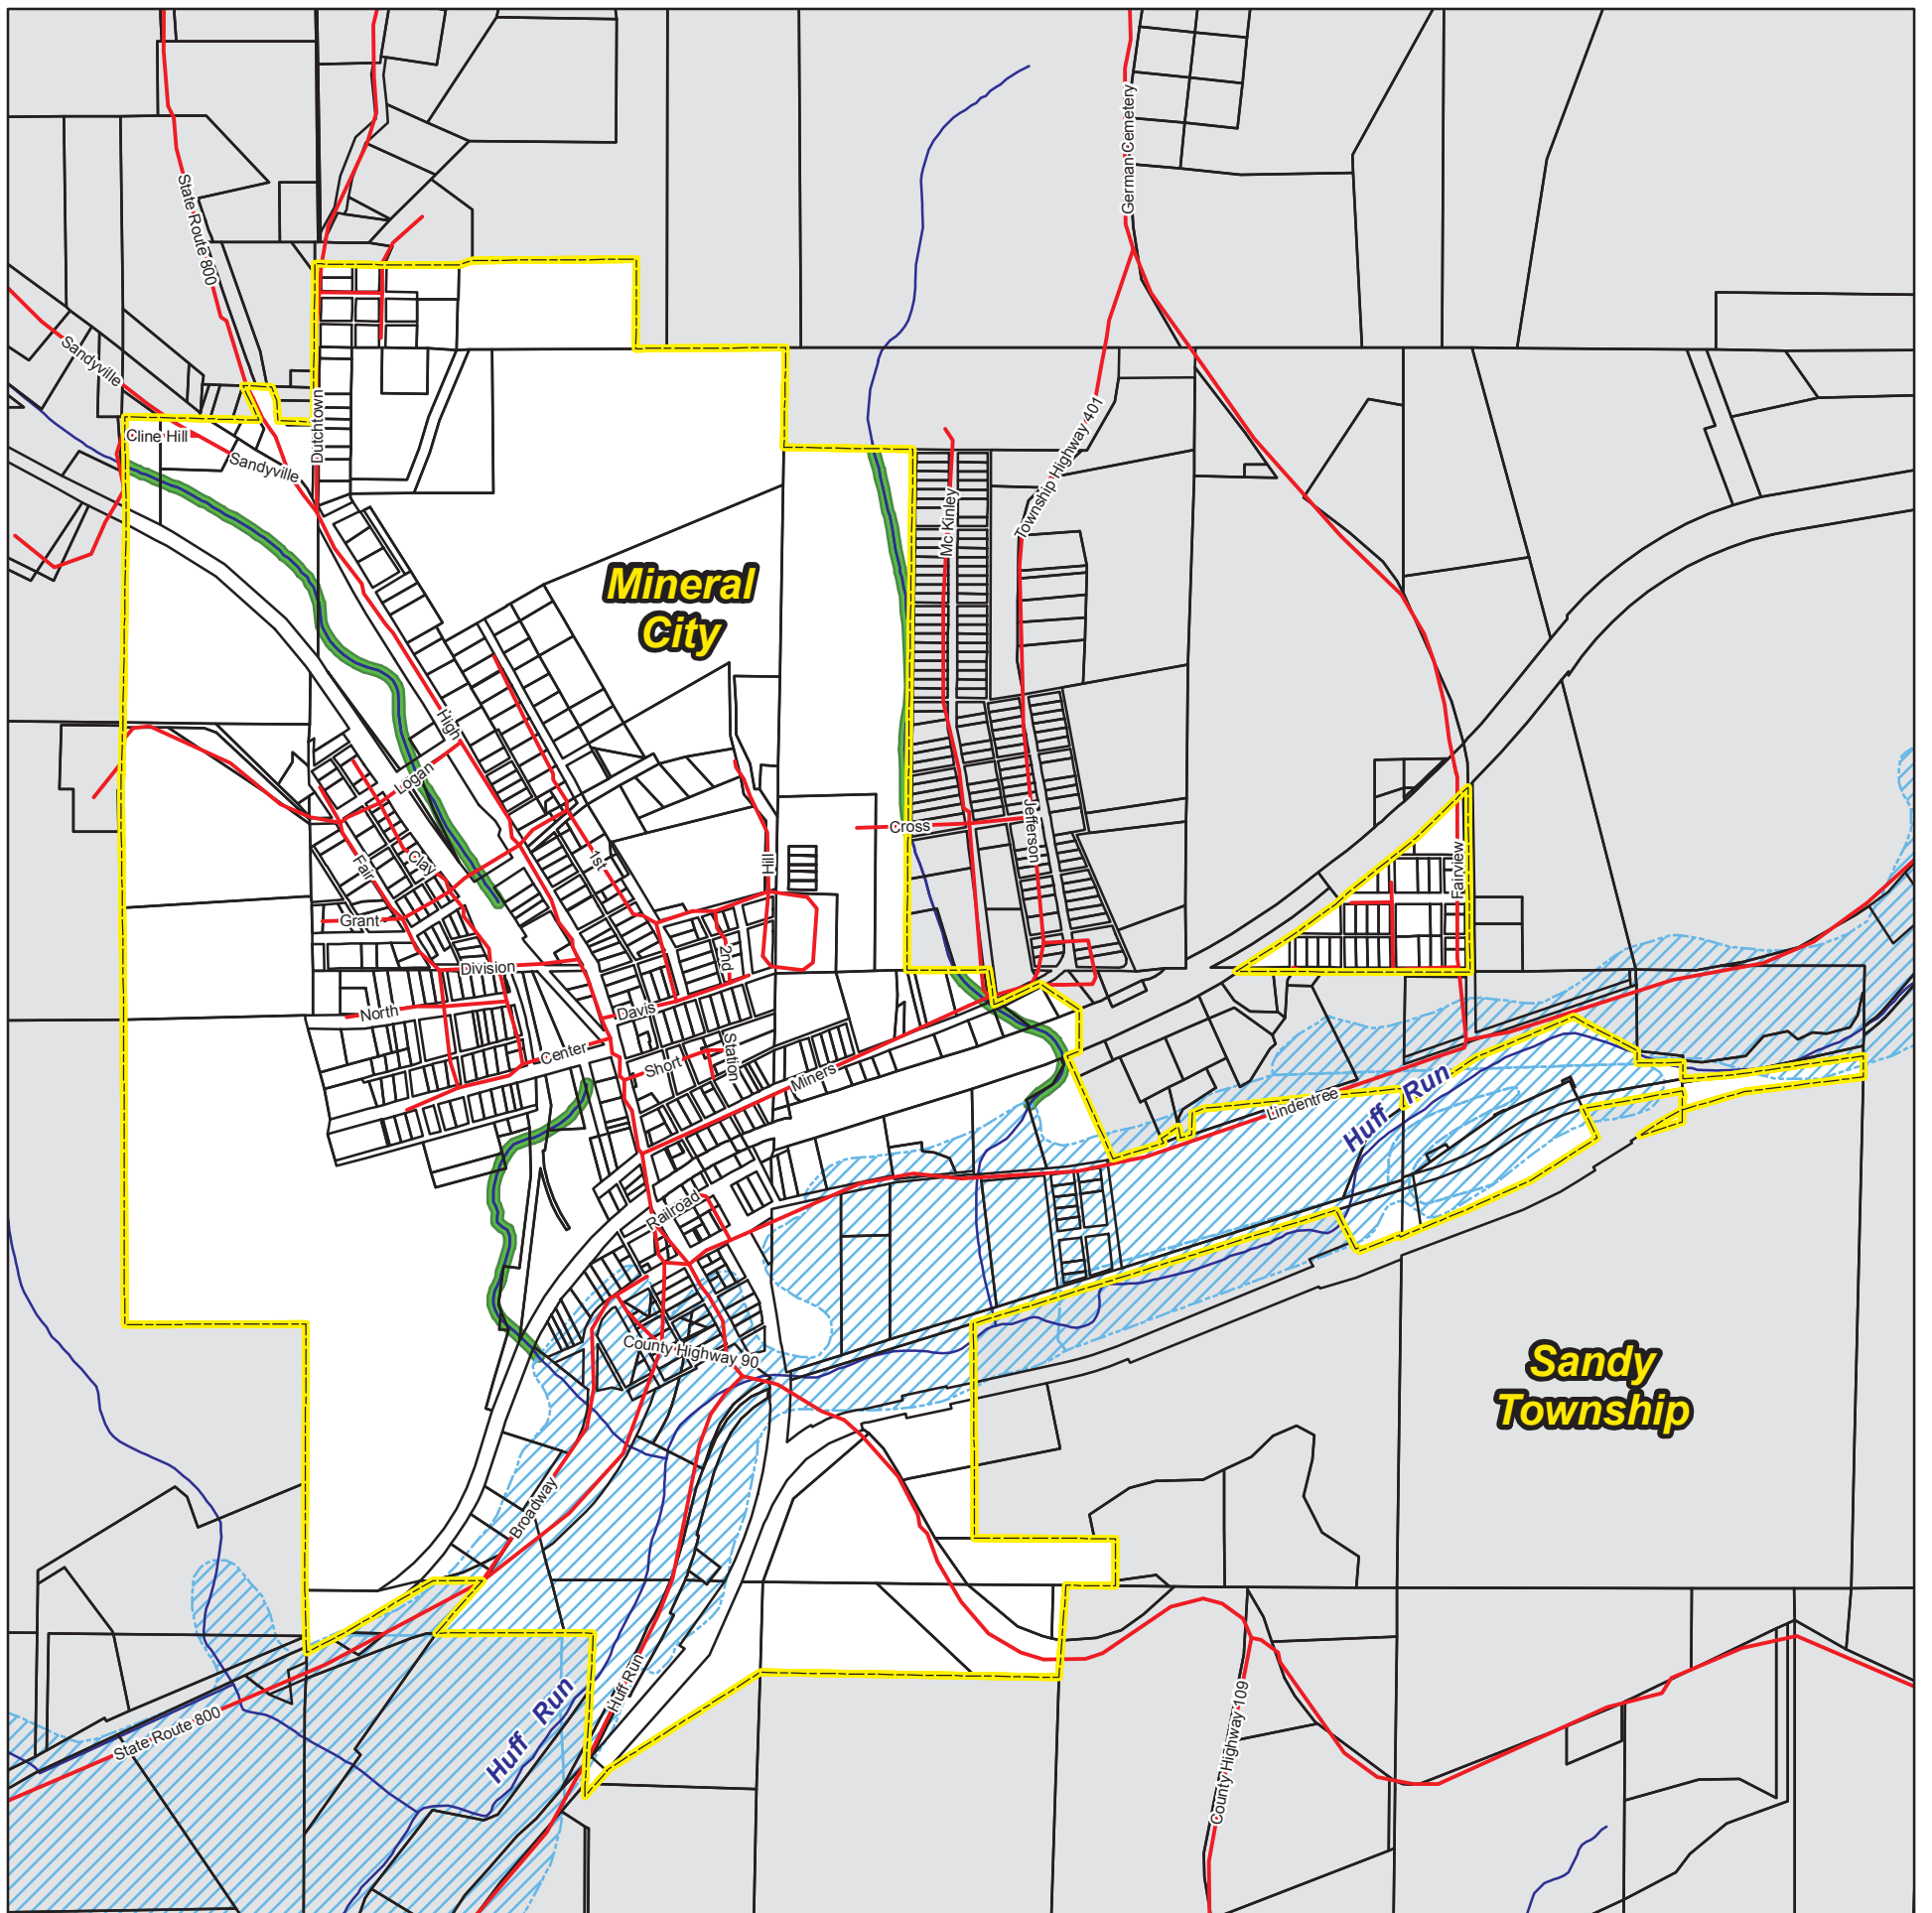 German Cemetery
State Route 800
Sandyville
Dutchtown
Township Highway 401
Cline Hill
Sandyville
McKinley
Mineral
City
High
Logan
Cross
Jefferson
Fair
Clay
1st
Hill
Fairview
Grant
2nd
Division
North
Davis
Center
Short
Station
Miners
Lindentree
Huff Run
Railroad
County Highway 90
Sandy
Township
Broadway
Huff Run
Huff Run
State Route 800
County Highway 109